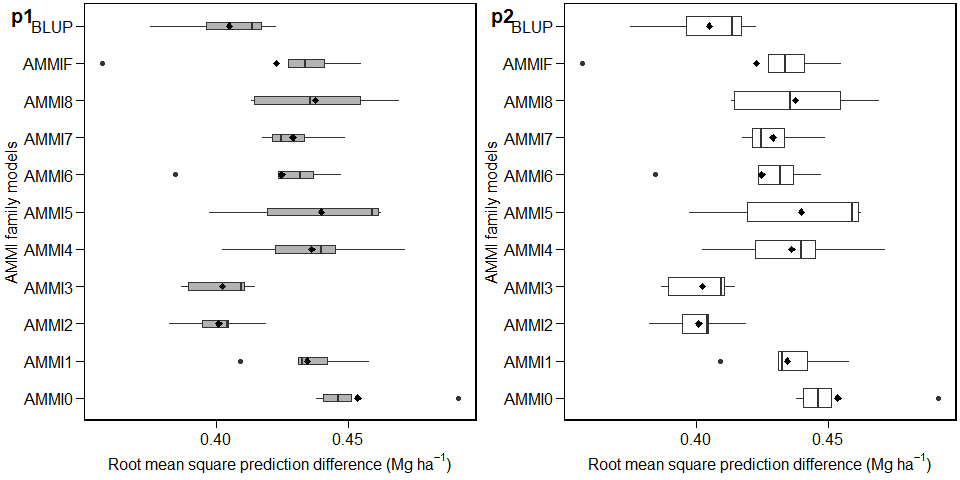 p1
AMMI family models
BLUP
AMMIF
AMMI8
AMMI7
AMMI6
AMMI5
AMMI4
AMMI3
AMMI2
AMMI1
AMMI0
0.40 0.45
Root mean square prediction difference (Mg ha⁻¹)
p2
AMMI family models
BLUP
AMMIF
AMMI8
AMMI7
AMMI6
AMMI5
AMMI4
AMMI3
AMMI2
AMMI1
AMMI0
0.40 0.45
Root mean square prediction difference (Mg ha⁻¹)